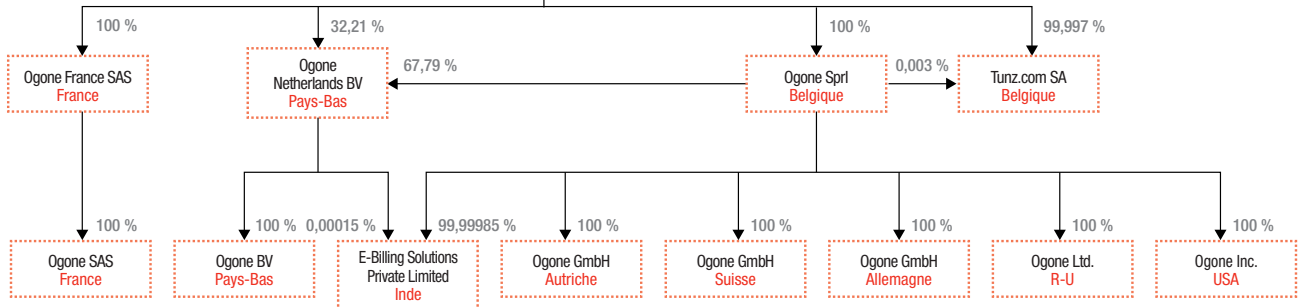 100 %
32,21 %
100 %
99,997 %
Ogone France SAS
France
Ogone
Netherlands BV
Pays-Bas
67,79 %
Ogone Sprl
Belgique
0,003 %
Tunz.com SA
Belgique
100 %
100 %
0,00015 %
99,99985 %
100 %
100 %
100 %
100 %
100 %
Ogone SAS
France
Ogone BV
Pays-Bas
E-Billing Solutions
Private Limited
Inde
Ogone GmbH
Autriche
Ogone GmbH
Suisse
Ogone GmbH
Allemagne
Ogone Ltd.
R-U
Ogone Inc.
USA